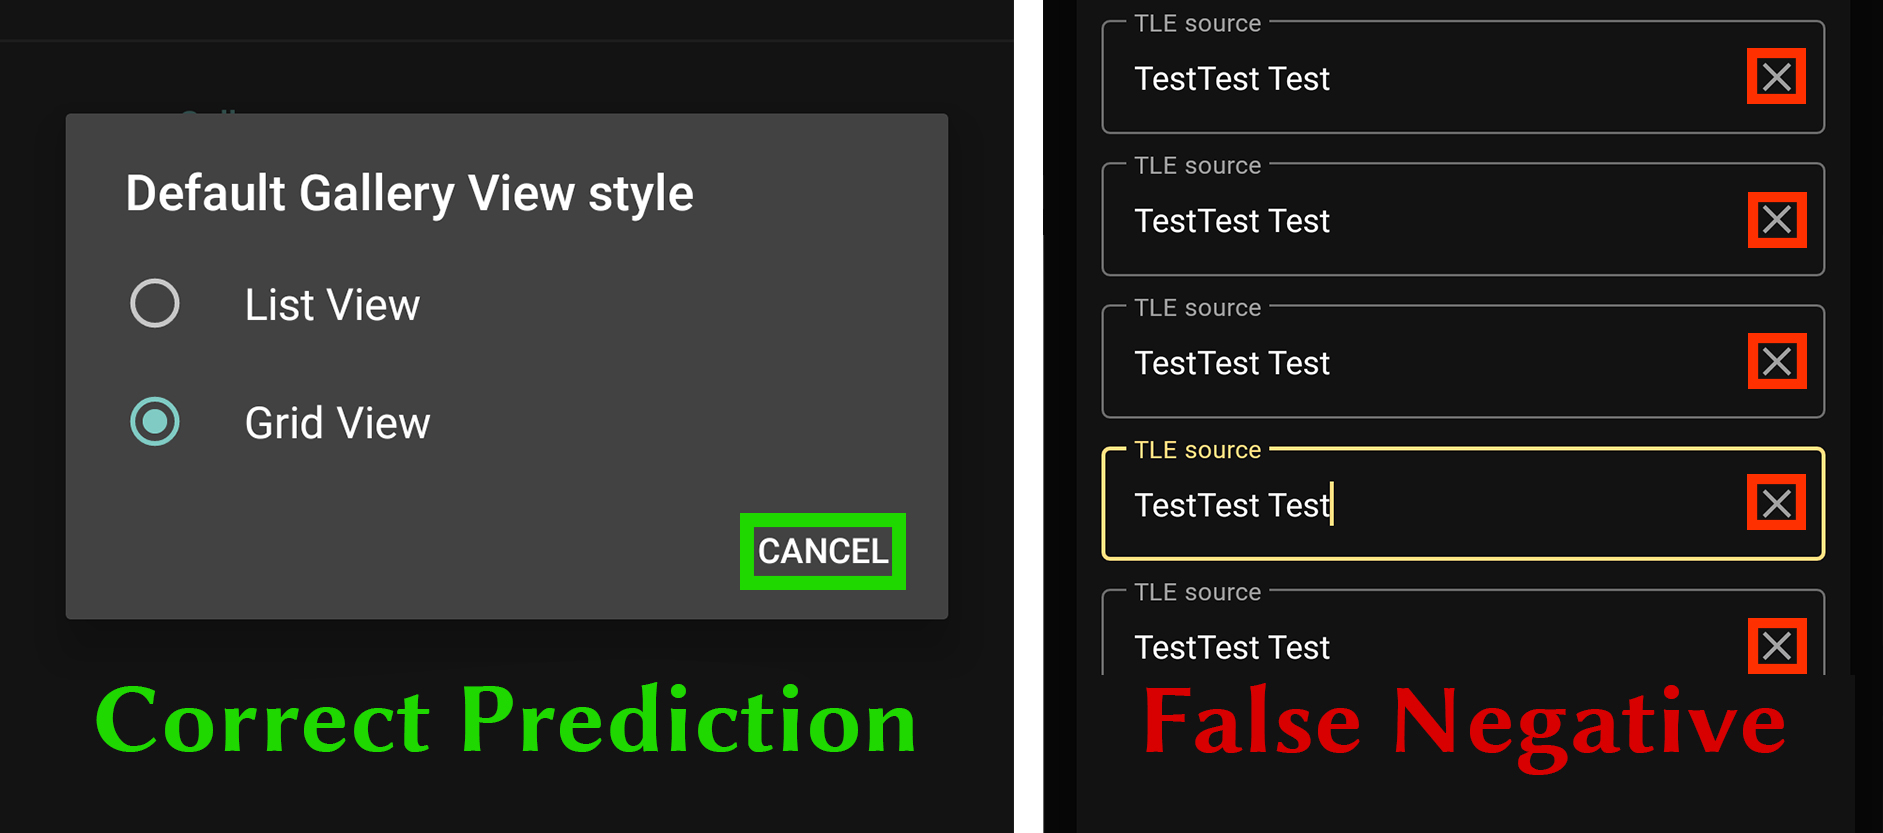 Default Gallery View style
List View
Grid View
CANCEL
Correct Prediction
TLE source
TestTest Test
TLE source
TestTest Test
TLE source
TestTest Test
TLE source
TestTest Test
TLE source
TestTest Test
False Negative